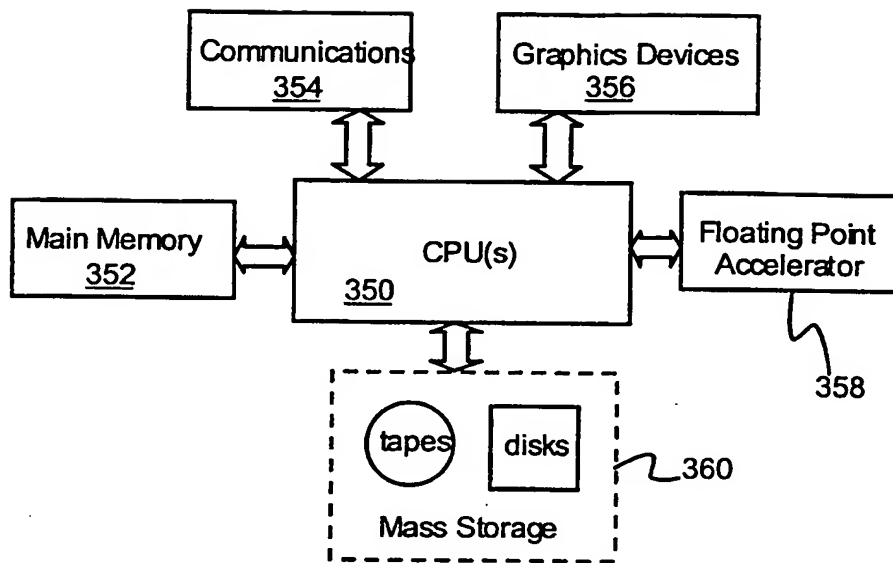 Communications
354
Graphics Devices
356
Main Memory
352
CPU(s)
350
Floating Point
Accelerator
358
tapes
disks
360
Mass Storage